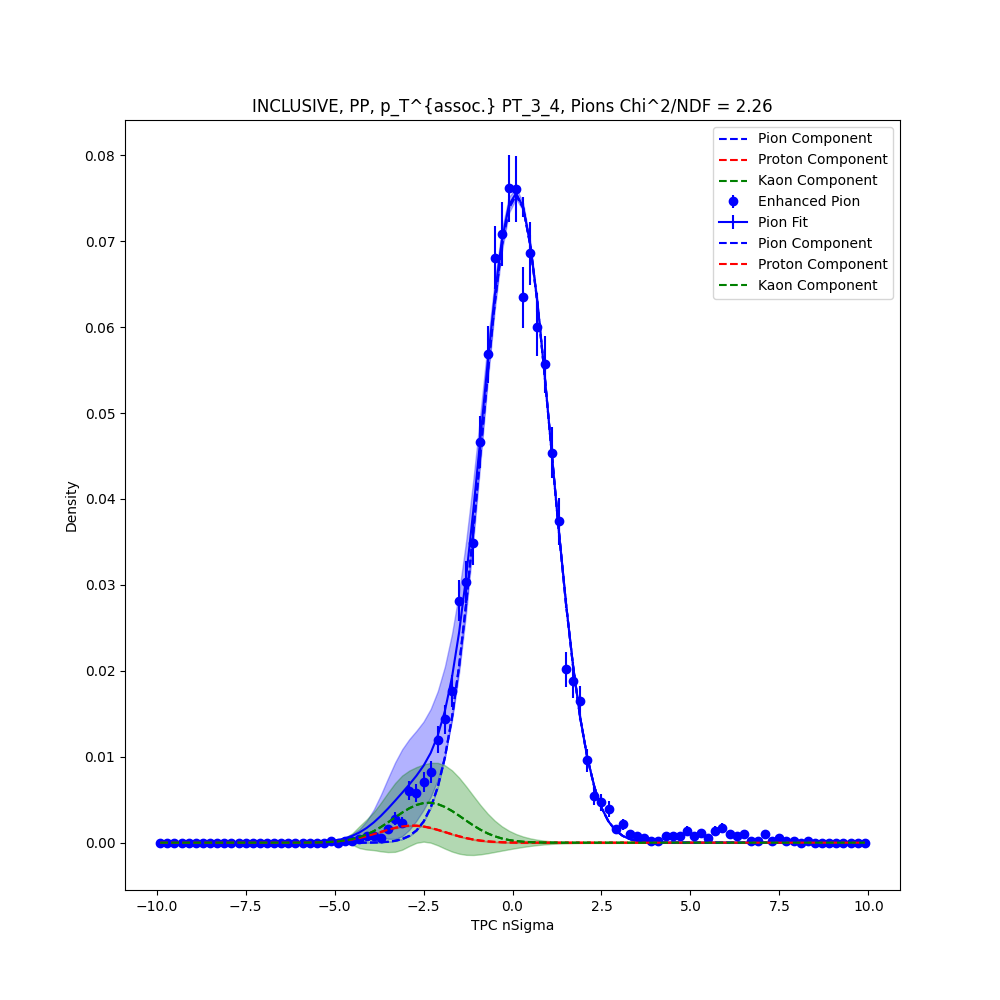 INCLUSIVE, PP, p_T^{assoc.} PT_3_4, Pions Chi^2/NDF = 2.26
Pion Component
Proton Component
Kaon Component
Enhanced Pion
Pion Fit
Pion Component
Proton Component
Kaon Component
0.08
0.07
0.06
0.05
0.04
0.03
0.02
0.01
0.00
Density
−10.0 −7.5 −5.0 −2.5 0.0 2.5 5.0 7.5 10.0
TPC nSigma